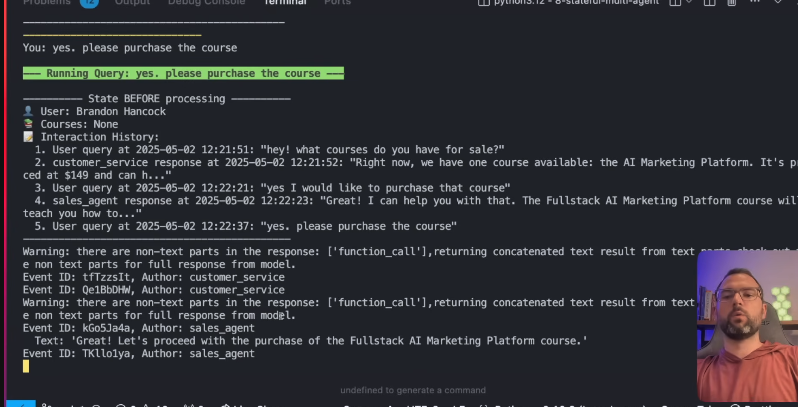 Problems 12 Output Debug Console Terminal Ports python3.12 - 8-stateful-multi-agent
You: yes. please purchase the course
--- Running Query: yes. please purchase the course ---
---------- State BEFORE processing ----------
User: Brandon Hancock
Courses: None
Interaction History:
1. User query at 2025-05-02 12:21:51: "hey! what courses do you have for sale?"
2. customer_service response at 2025-05-02 12:21:52: "Right now, we have one course available: the AI Marketing Platform. It's
ced at $149 and can h..."
3. User query at 2025-05-02 12:22:21: "yes I would like to purchase that course"
4. sales_agent response at 2025-05-02 12:22:23: "Great! I can help you with that. The Fullstack AI Marketing Platform course
teach you how to..."
5. User query at 2025-05-02 12:22:37: "yes. please purchase the course"
Warning: there are non-text parts in the response: ['function_call'],returning concatenated text result from text
e non text parts for full response from model.
Event ID: tfTzzsIt, Author: customer_service
Event ID: Qe1BbDHW, Author: customer_service
Warning: there are non-text parts in the response: ['function_call'],returning concatenated text result from text
e non text parts for full response from model.
Event ID: kGo5Ja4a, Author: sales_agent
Text: 'Great! Let's proceed with the purchase of the Fullstack AI Marketing Platform course.'
Event ID: TKllo1ya, Author: sales_agent
undefined to generate a command